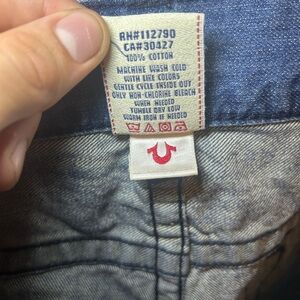 RN#112790
CA#30427
100% COTTON
MACHINE WASH COLD
WITH LIKE COLORS
GENTLE CYCLE INSIDE OUT
ONLY NON-CHLORINE BLEACH
WHEN NEEDED
TUMBLE DRY LOW
WARM IRON IF NEEDED